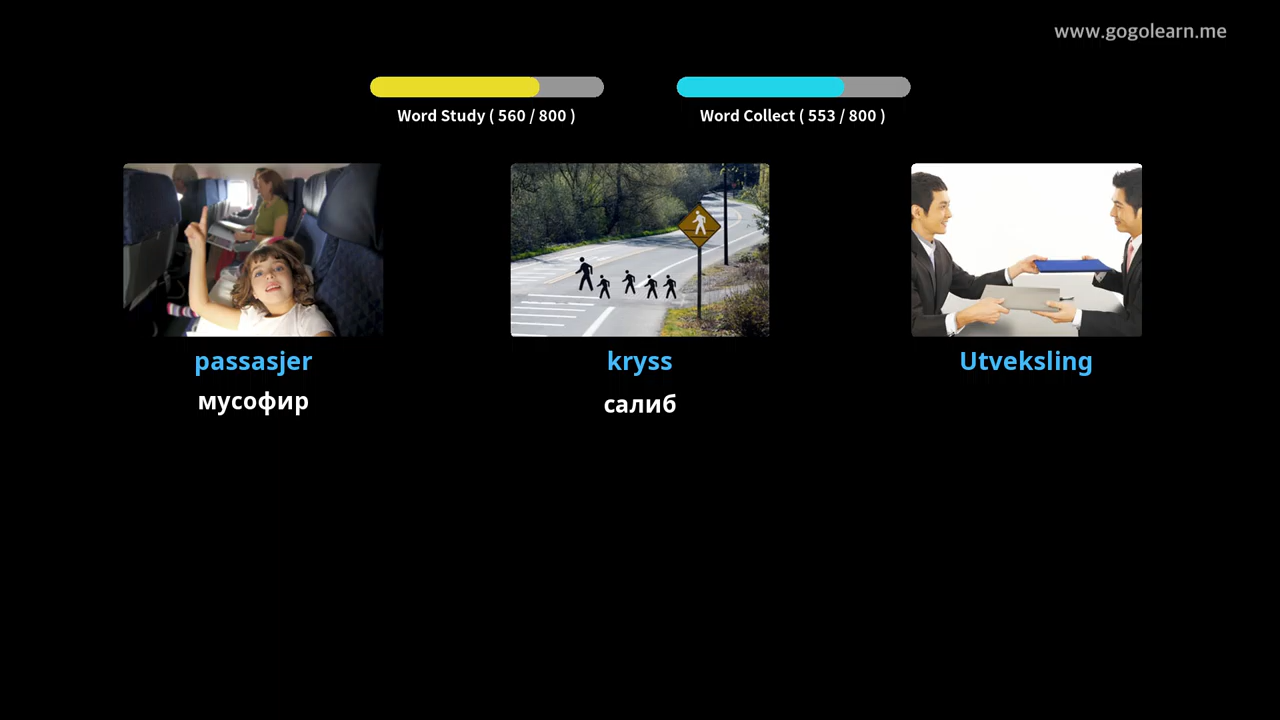 www.gogolearn.me
Word Study ( 560 / 800 )
Word Collect ( 553 / 800 )
passasjer
kryss
Utveksling
мусофир
салиб